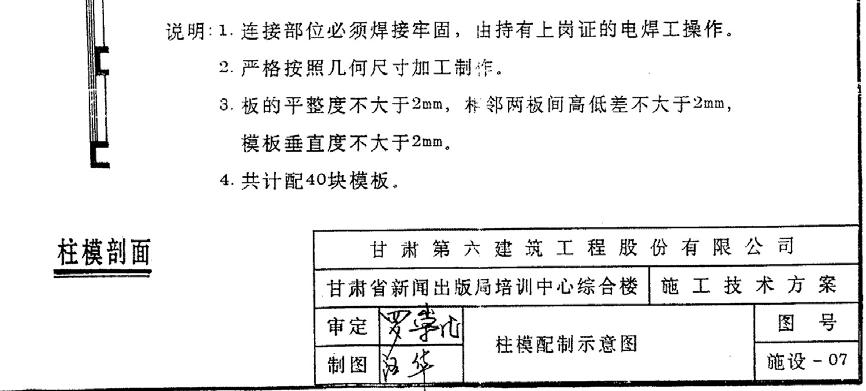 说明: 1. 连接部位必须焊接牢固，由持有上岗证的电焊工操作。
2. 严格按照几何尺寸加工制作。
3. 板的平整度不大于2mm，相邻两板间高低差不大于2mm，
模板垂直度不大于2mm。
4. 共计配40块模板。
柱模剖面
甘肃第六建筑工程股份有限公司
甘肃省新闻出版局培训中心综合楼 施工技术方案
审定 柱模配制示意图 图号
制图 施设-07